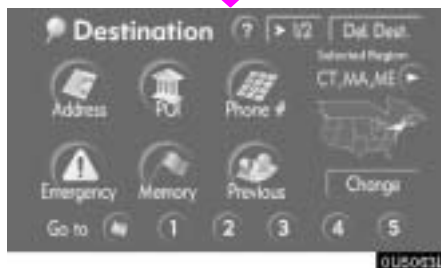 Destination ? ► 1/2 Del. Dest.
Selected Region
CT,MA,ME ►
Address POI Phone #
Emergency Memory Previous
Change
Go to 1 2 3 4 5